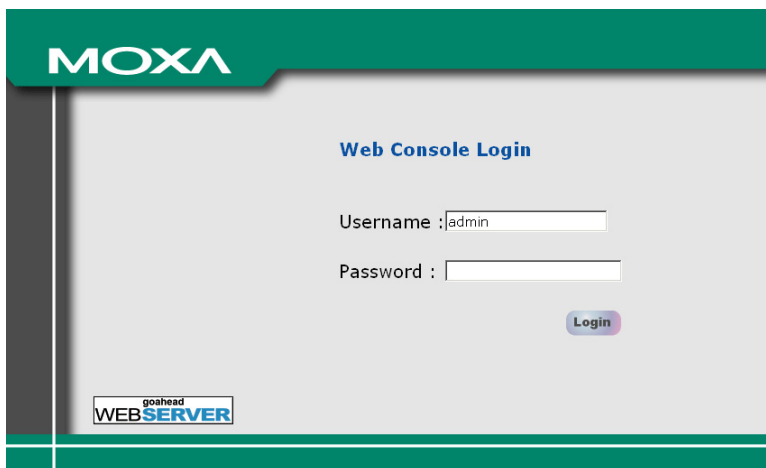 MOXA
Web Console Login
Username : admin
Password :
Login
goahead
WEBSERVER